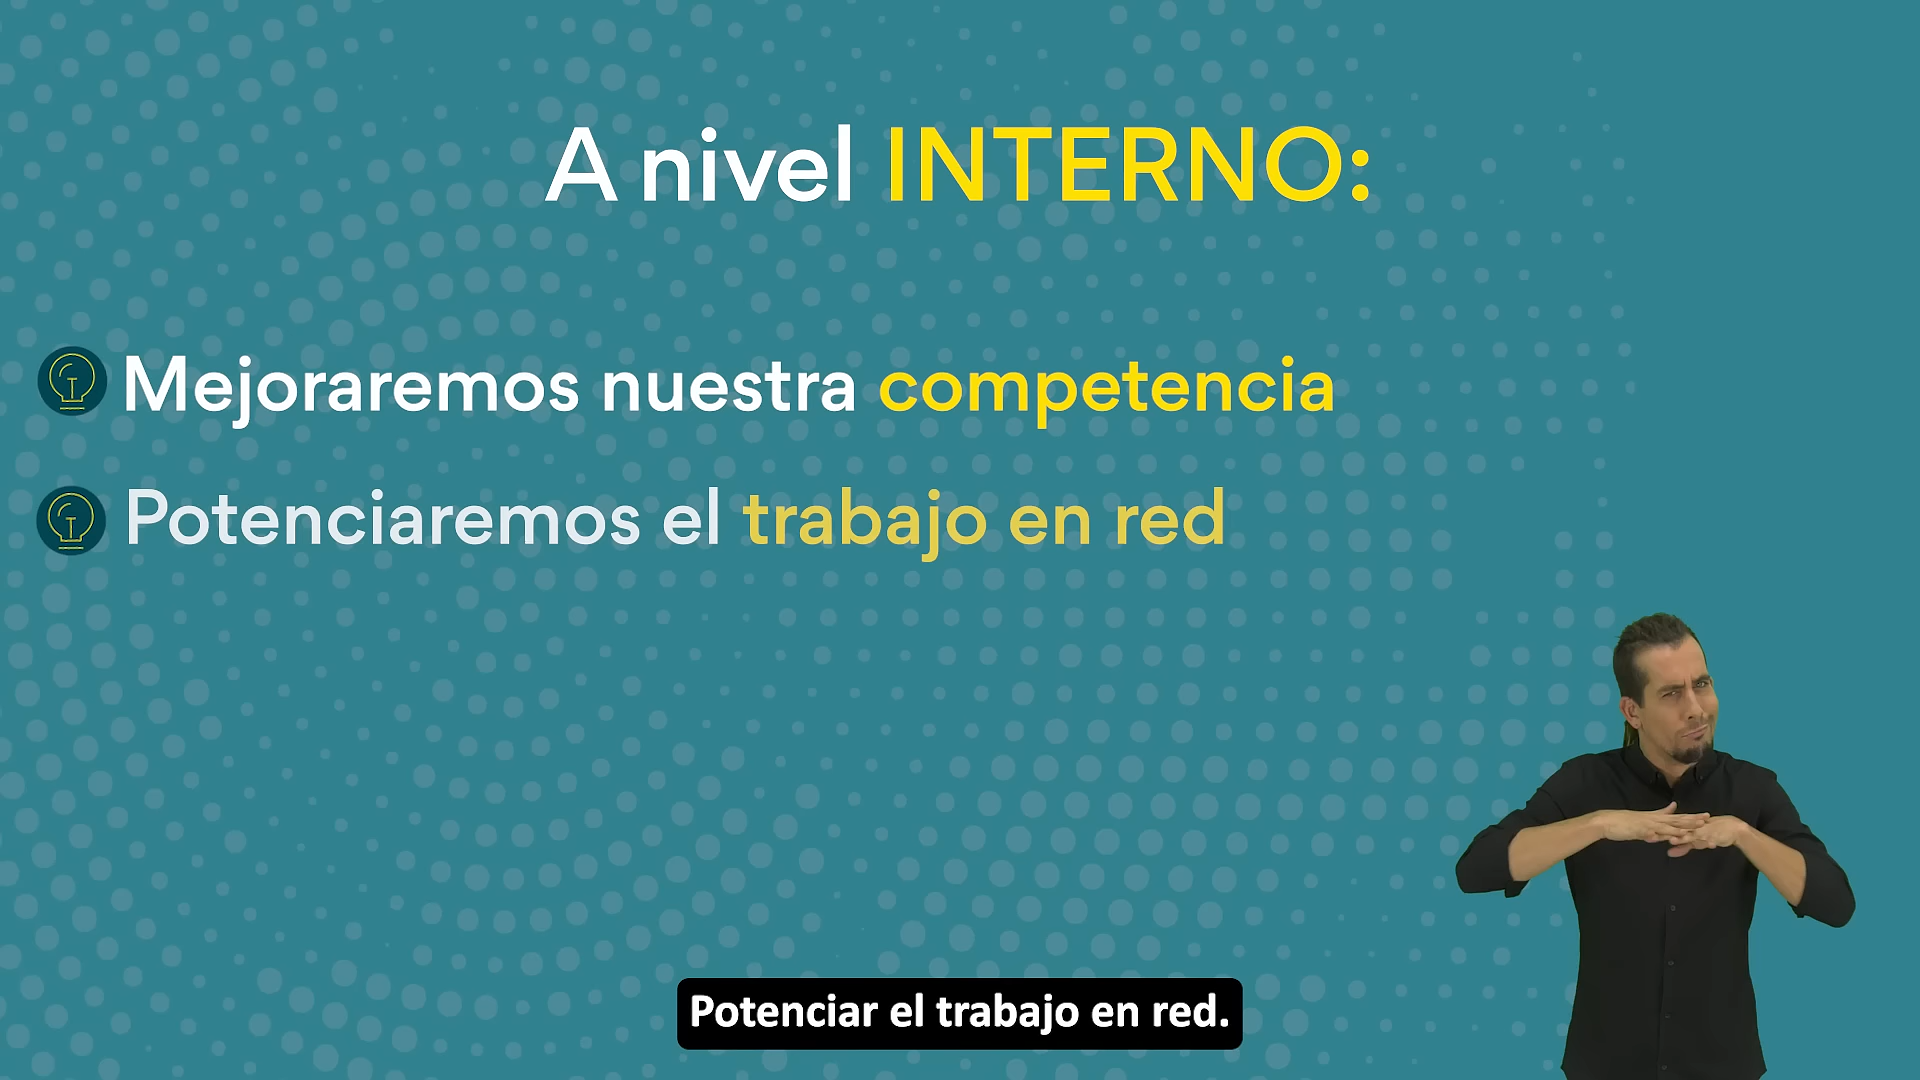 A nivel INTERNO:
Mejoraremos nuestra competencia
Potenciaremos el trabajo en red
Potenciar el trabajo en red.